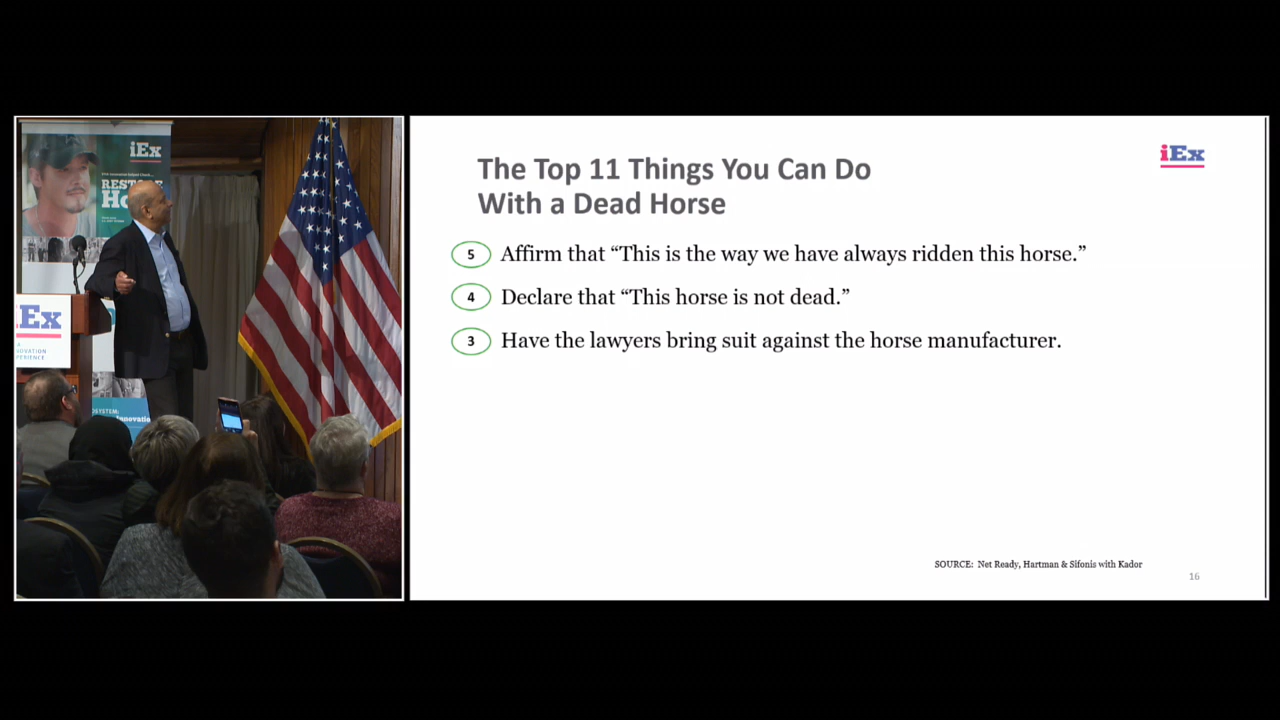 iEx
The Top 11 Things You Can Do
With a Dead Horse
iEx
5 Affirm that “This is the way we have always ridden this horse.”
4 Declare that “This horse is not dead.”
3 Have the lawyers bring suit against the horse manufacturer.
SOURCE: Net Ready, Hartman & Sifonis with Kador
16